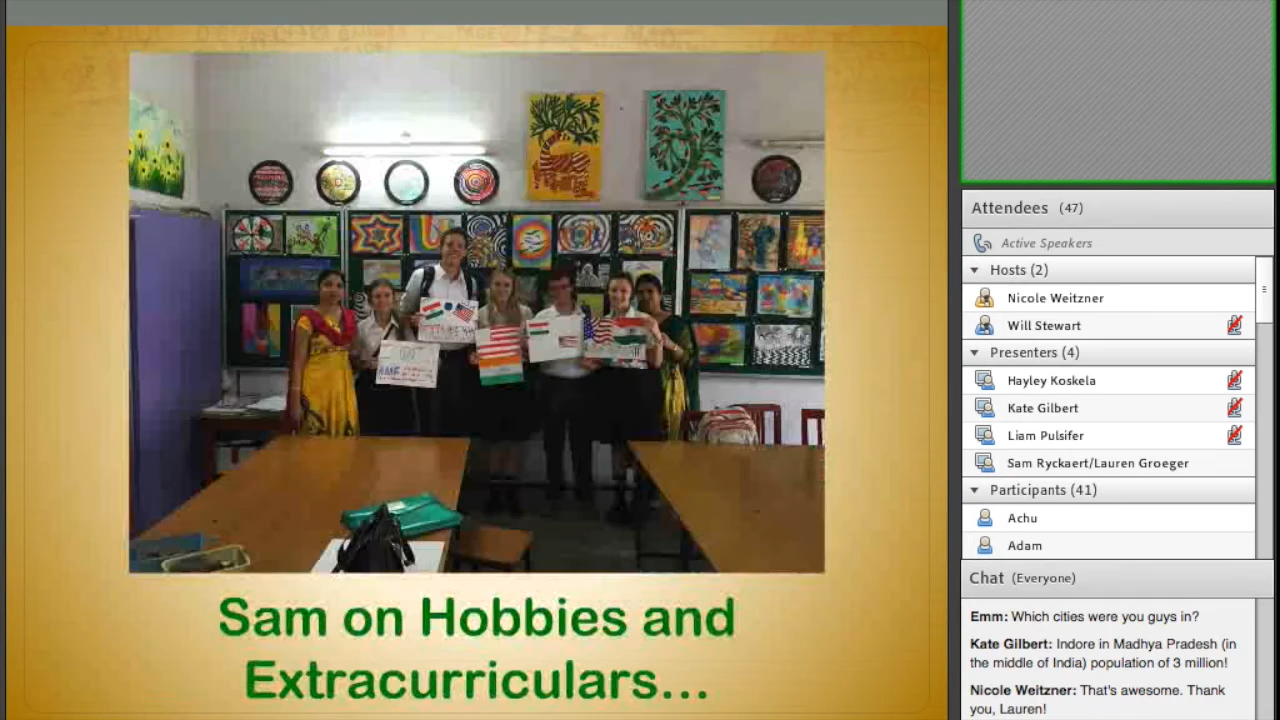 Sam on Hobbies and
Extracurriculars...
Attendees (47)
Active Speakers
Hosts (2)
Nicole Weitzner
Will Stewart
Presenters (4)
Hayley Koskela
Kate Gilbert
Liam Pulsifer
Sam Ryckaert/Lauren Groeger
Participants (41)
Achu
Adam
Chat (Everyone)
Emm: Which cities were you guys in?
Kate Gilbert: Indore in Madhya Pradesh (in
the middle of India) population of 3 million!
Nicole Weitzner: That's awesome. Thank
you, Lauren!